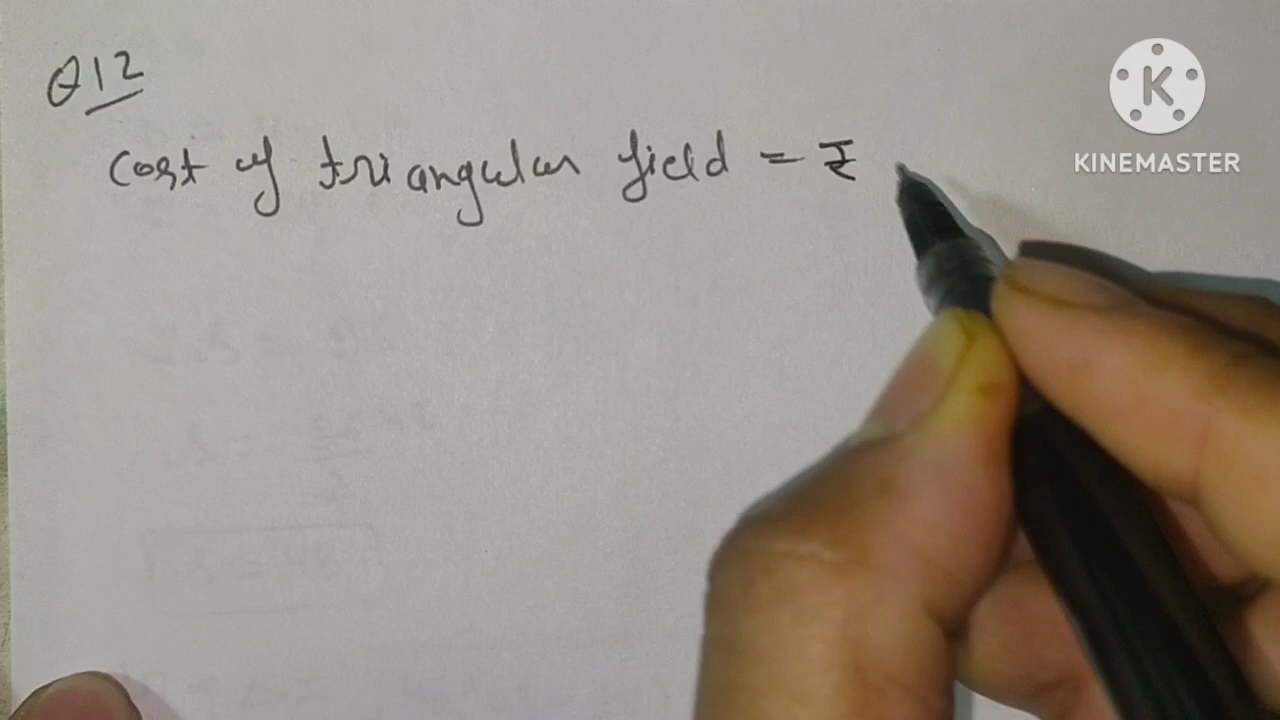 Q12
Cost of triangular field = ₹
K
KINEMASTER